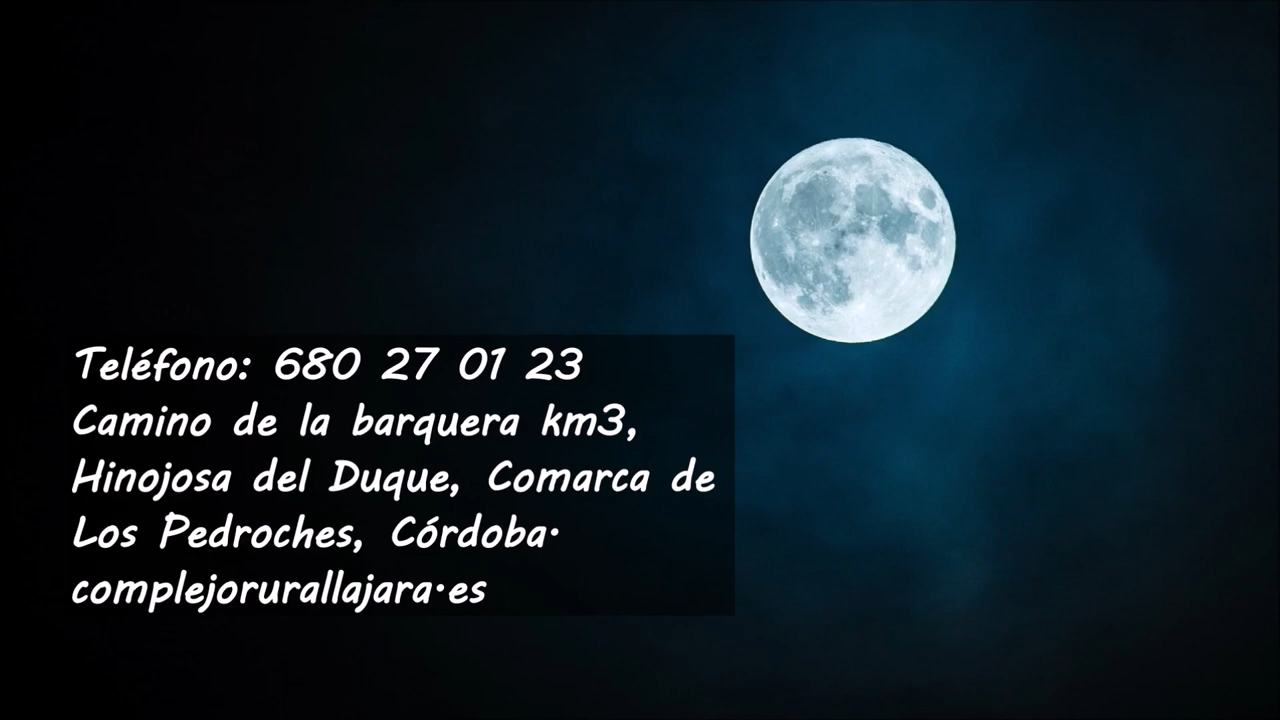 Teléfono: 680 27 01 23
Camino de la barquera km3,
Hinojosa del Duque, Comarca de
Los Pedroches, Córdoba.
complejorurallajara.es